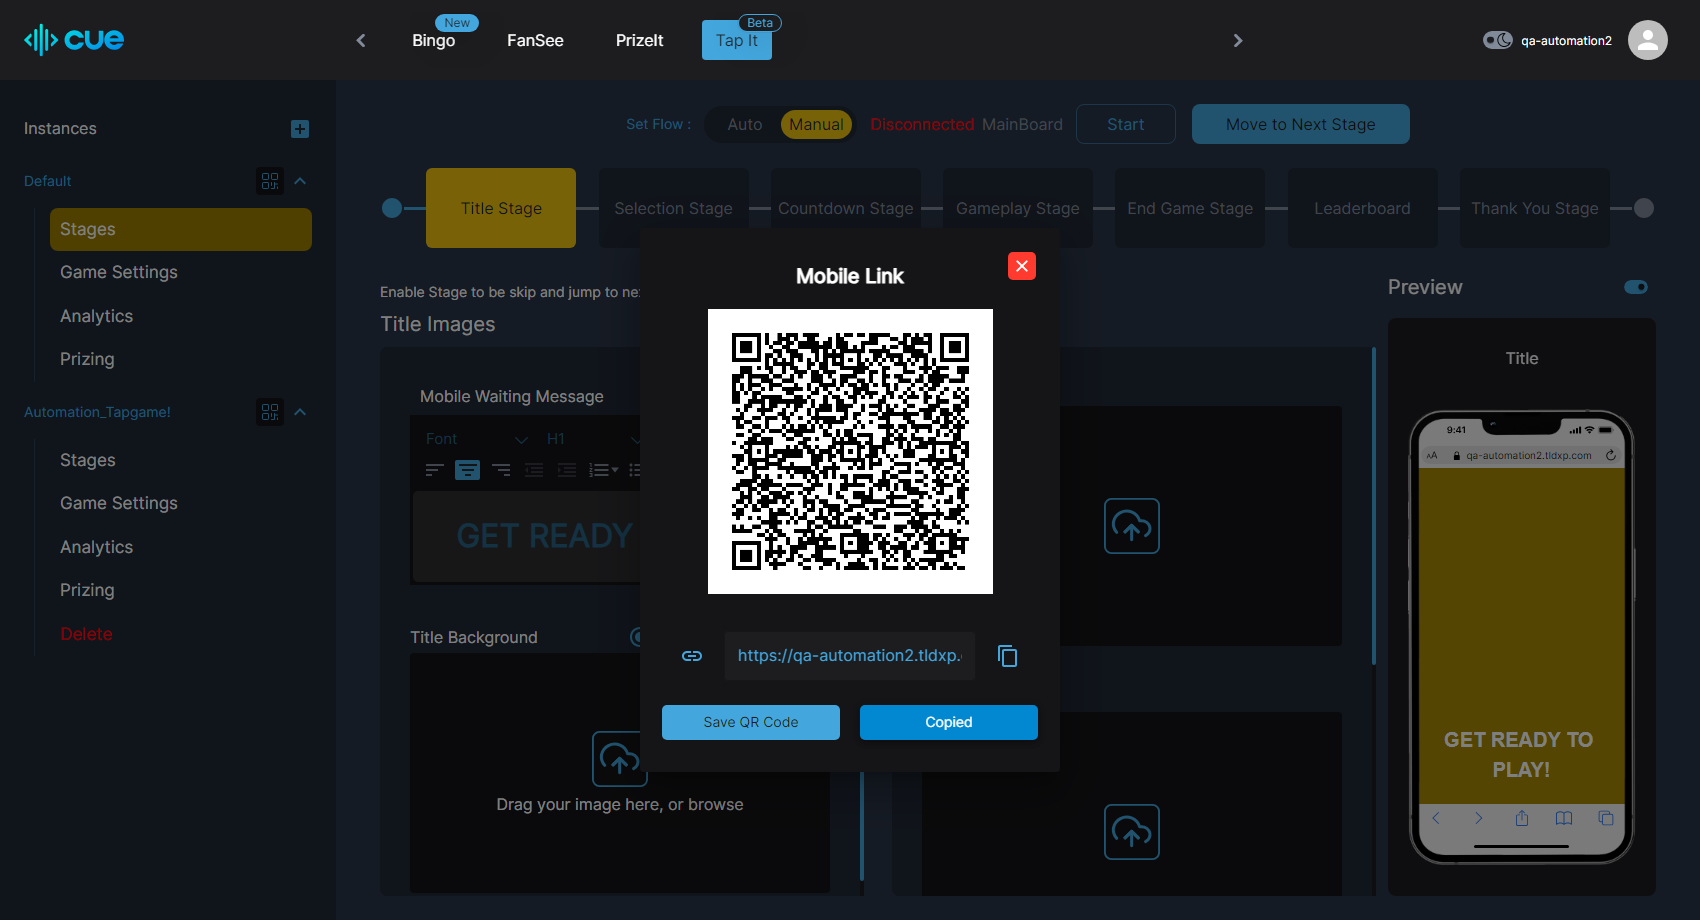 cue
Bingo
New
FanSee
PrizeIt
Tap It
Beta
qa-automation2
Instances
Default
Stages
Game Settings
Analytics
Prizing
Automation_Tapgame!
Stages
Game Settings
Analytics
Prizing
Delete
Set Flow :
Auto
Manual
Disconnected
MainBoard
Start
Move to Next Stage
Title Stage
Selection Stage
Countdown Stage
Gameplay Stage
End Game Stage
Leaderboard
Thank You Stage
Enable Stage to be skip and jump to
Title Images
Mobile Waiting Message
Font
H1
GET READY
Title Background
Drag your image here, or browse
Mobile Link
https://qa-automation2.tldxp.
Save QR Code
Copied
Preview
Title
9:41
AA
qa-automation2.tldxp.com
GET READY TO
PLAY!